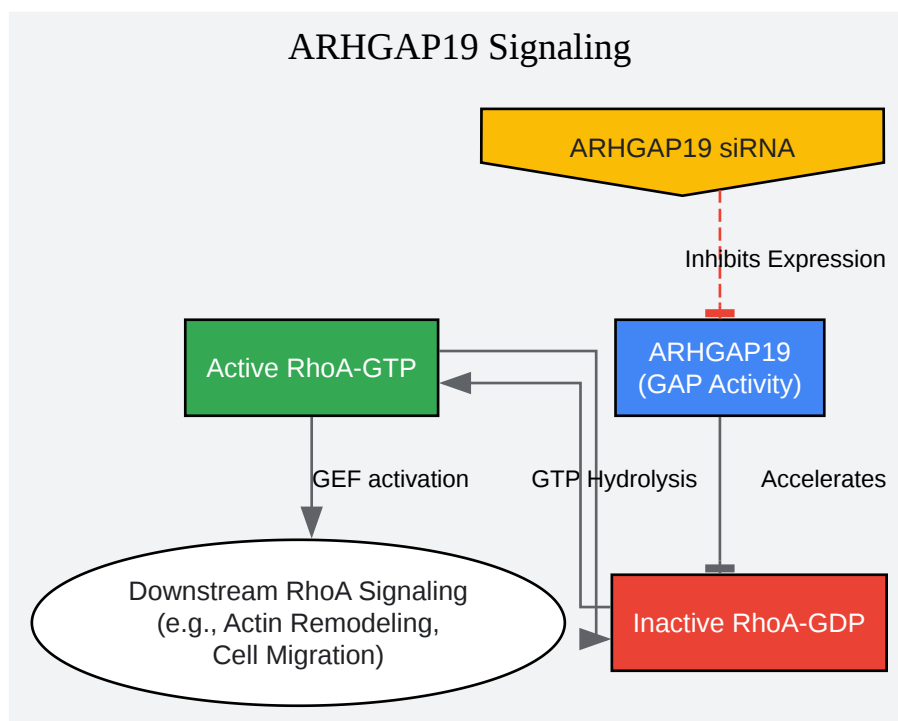 ARHGAP19 Signaling
ARHGAP19 siRNA
Inhibits Expression
Active RhoA-GTP
ARHGAP19
(GAP Activity)
GEF activation
GTP Hydrolysis
Accelerates
Downstream RhoA Signaling
(e.g., Actin Remodeling,
Cell Migration)
Inactive RhoA-GDP